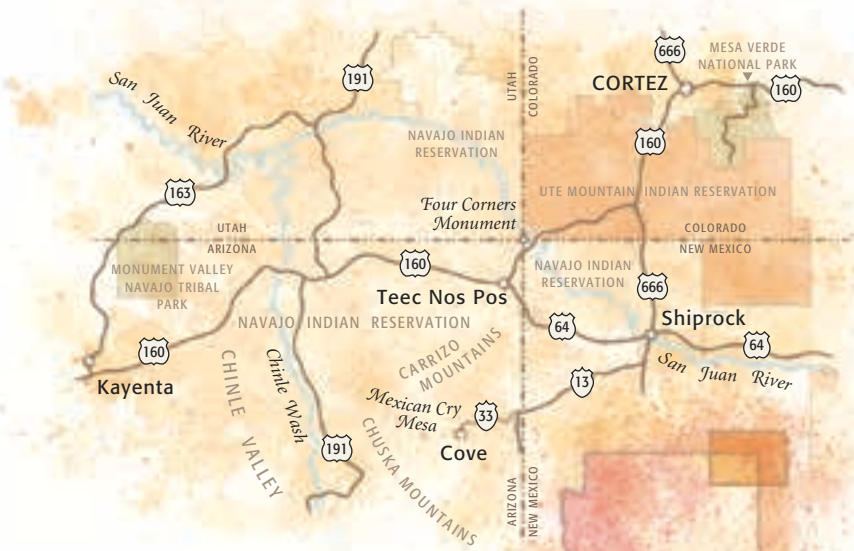 666
MESA VERDE
NATIONAL PARK
191
UTAH
COLORADO
CORTEZ
160
San Juan River
160
NAVAJO INDIAN
RESERVATION
163
UTE MOUNTAIN INDIAN RESERVATION
Four Corners
Monument
UTAH
ARIZONA
COLORADO
NEW MEXICO
160
MONUMENT VALLEY
NAVAJO TRIBAL
PARK
NAVAJO INDIAN
RESERVATION
666
Teec Nos Pos
NAVAJO INDIAN RESERVATION
64
Shiprock
64
160
CARRIZO
MOUNTAINS
San Juan River
Kayenta
CHINLE VALLEY
Chinle Wash
13
Mexican Cry
Mesa
33
Cove
191
CHUSKA MOUNTAINS
ARIZONA
NEW MEXICO